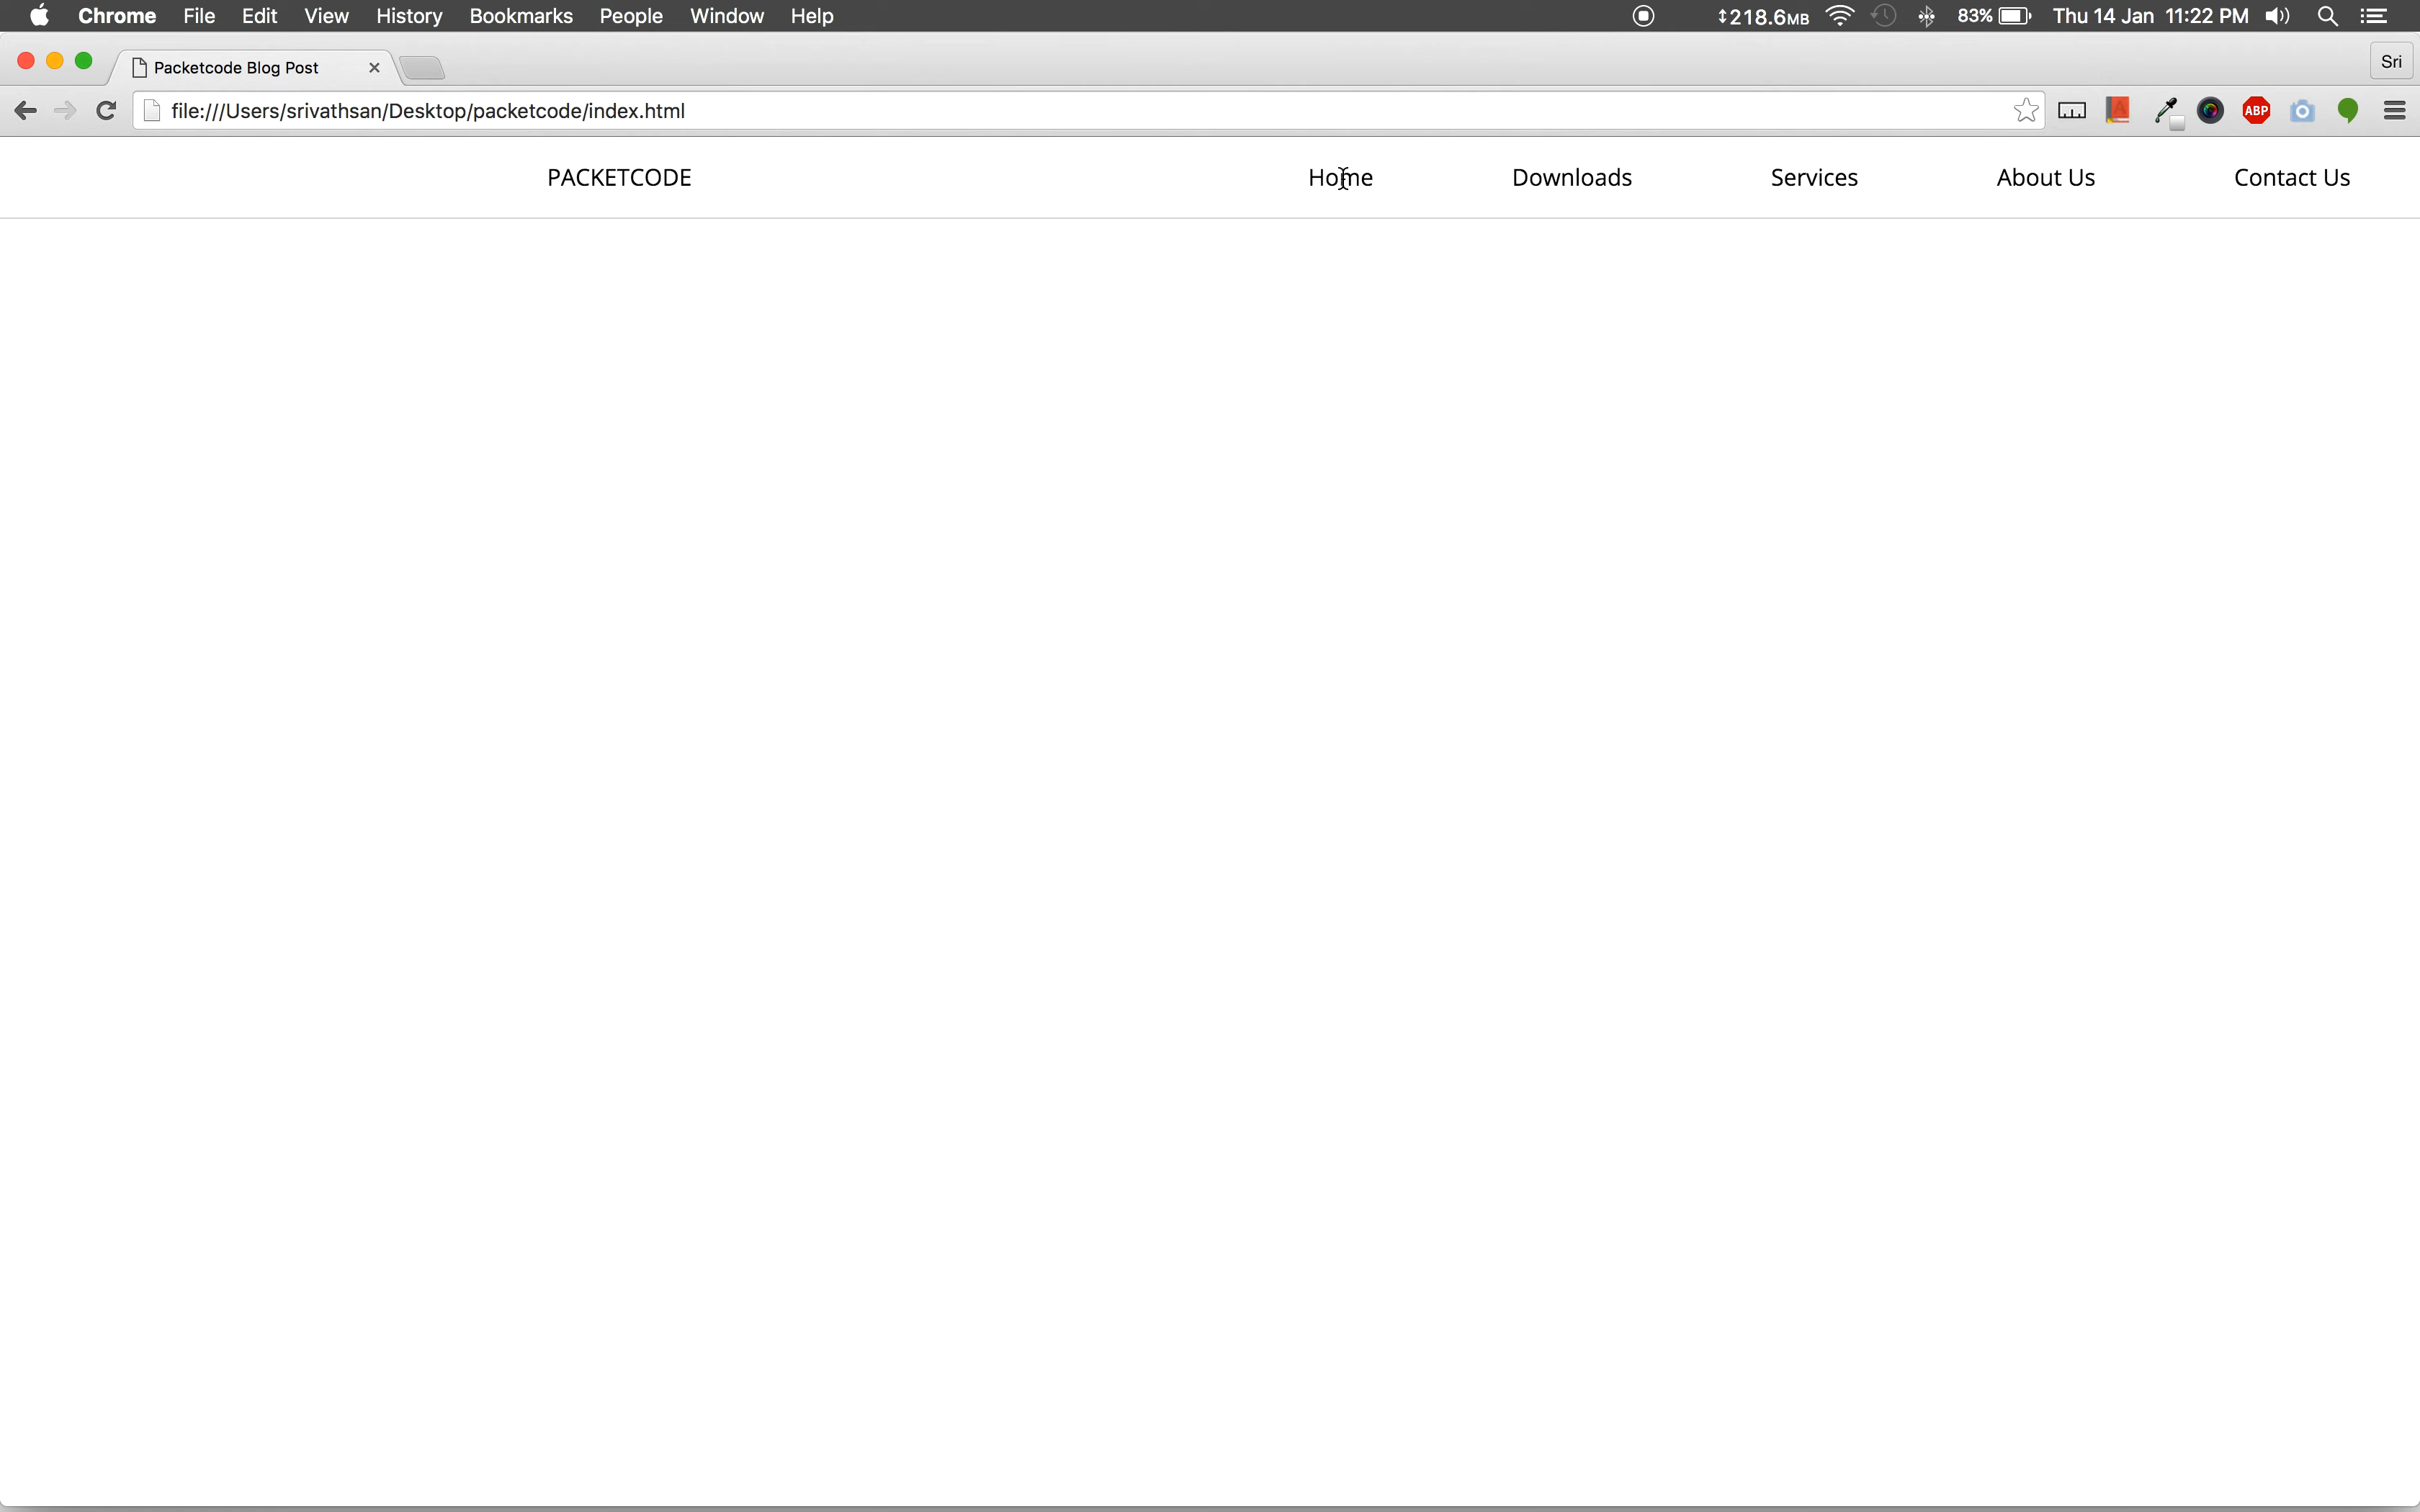 Chrome File Edit View History Bookmarks People Window Help 218.6MB 83% Thu 14 Jan 11:22 PM
Packetcode Blog Post Sri
file:///Users/srivathsan/Desktop/packetcode/index.html ABP
PACKETCODE Home Downloads Services About Us Contact Us